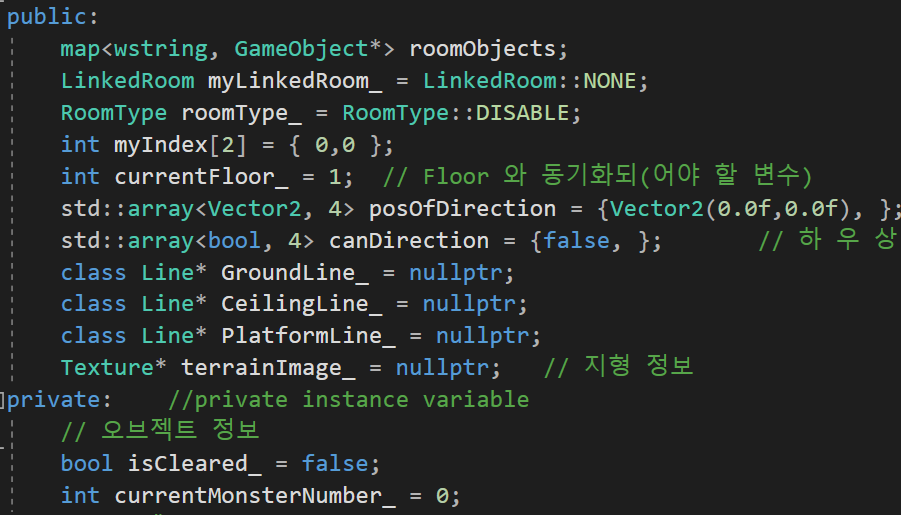 public:
map<wstring, GameObject*> roomObjects;
LinkedRoom myLinkedRoom_ = LinkedRoom::NONE;
RoomType roomType_ = RoomType::DISABLE;
int myIndex[2] = { 0,0 };
int currentFloor_ = 1;  // Floor 와 동기화되(어야 할 변수)
std::array<Vector2, 4> posOfDirection = {Vector2(0.0f,0.0f), };
std::array<bool, 4> canDirection = {false, };       // 하 우 상
class Line* GroundLine_ = nullptr;
class Line* CeilingLine_ = nullptr;
class Line* PlatformLine_ = nullptr;
Texture* terrainImage_ = nullptr;   // 지형 정보
private:    //private instance variable
// 오브젝트 정보
bool isCleared_ = false;
int currentMonsterNumber_ = 0;